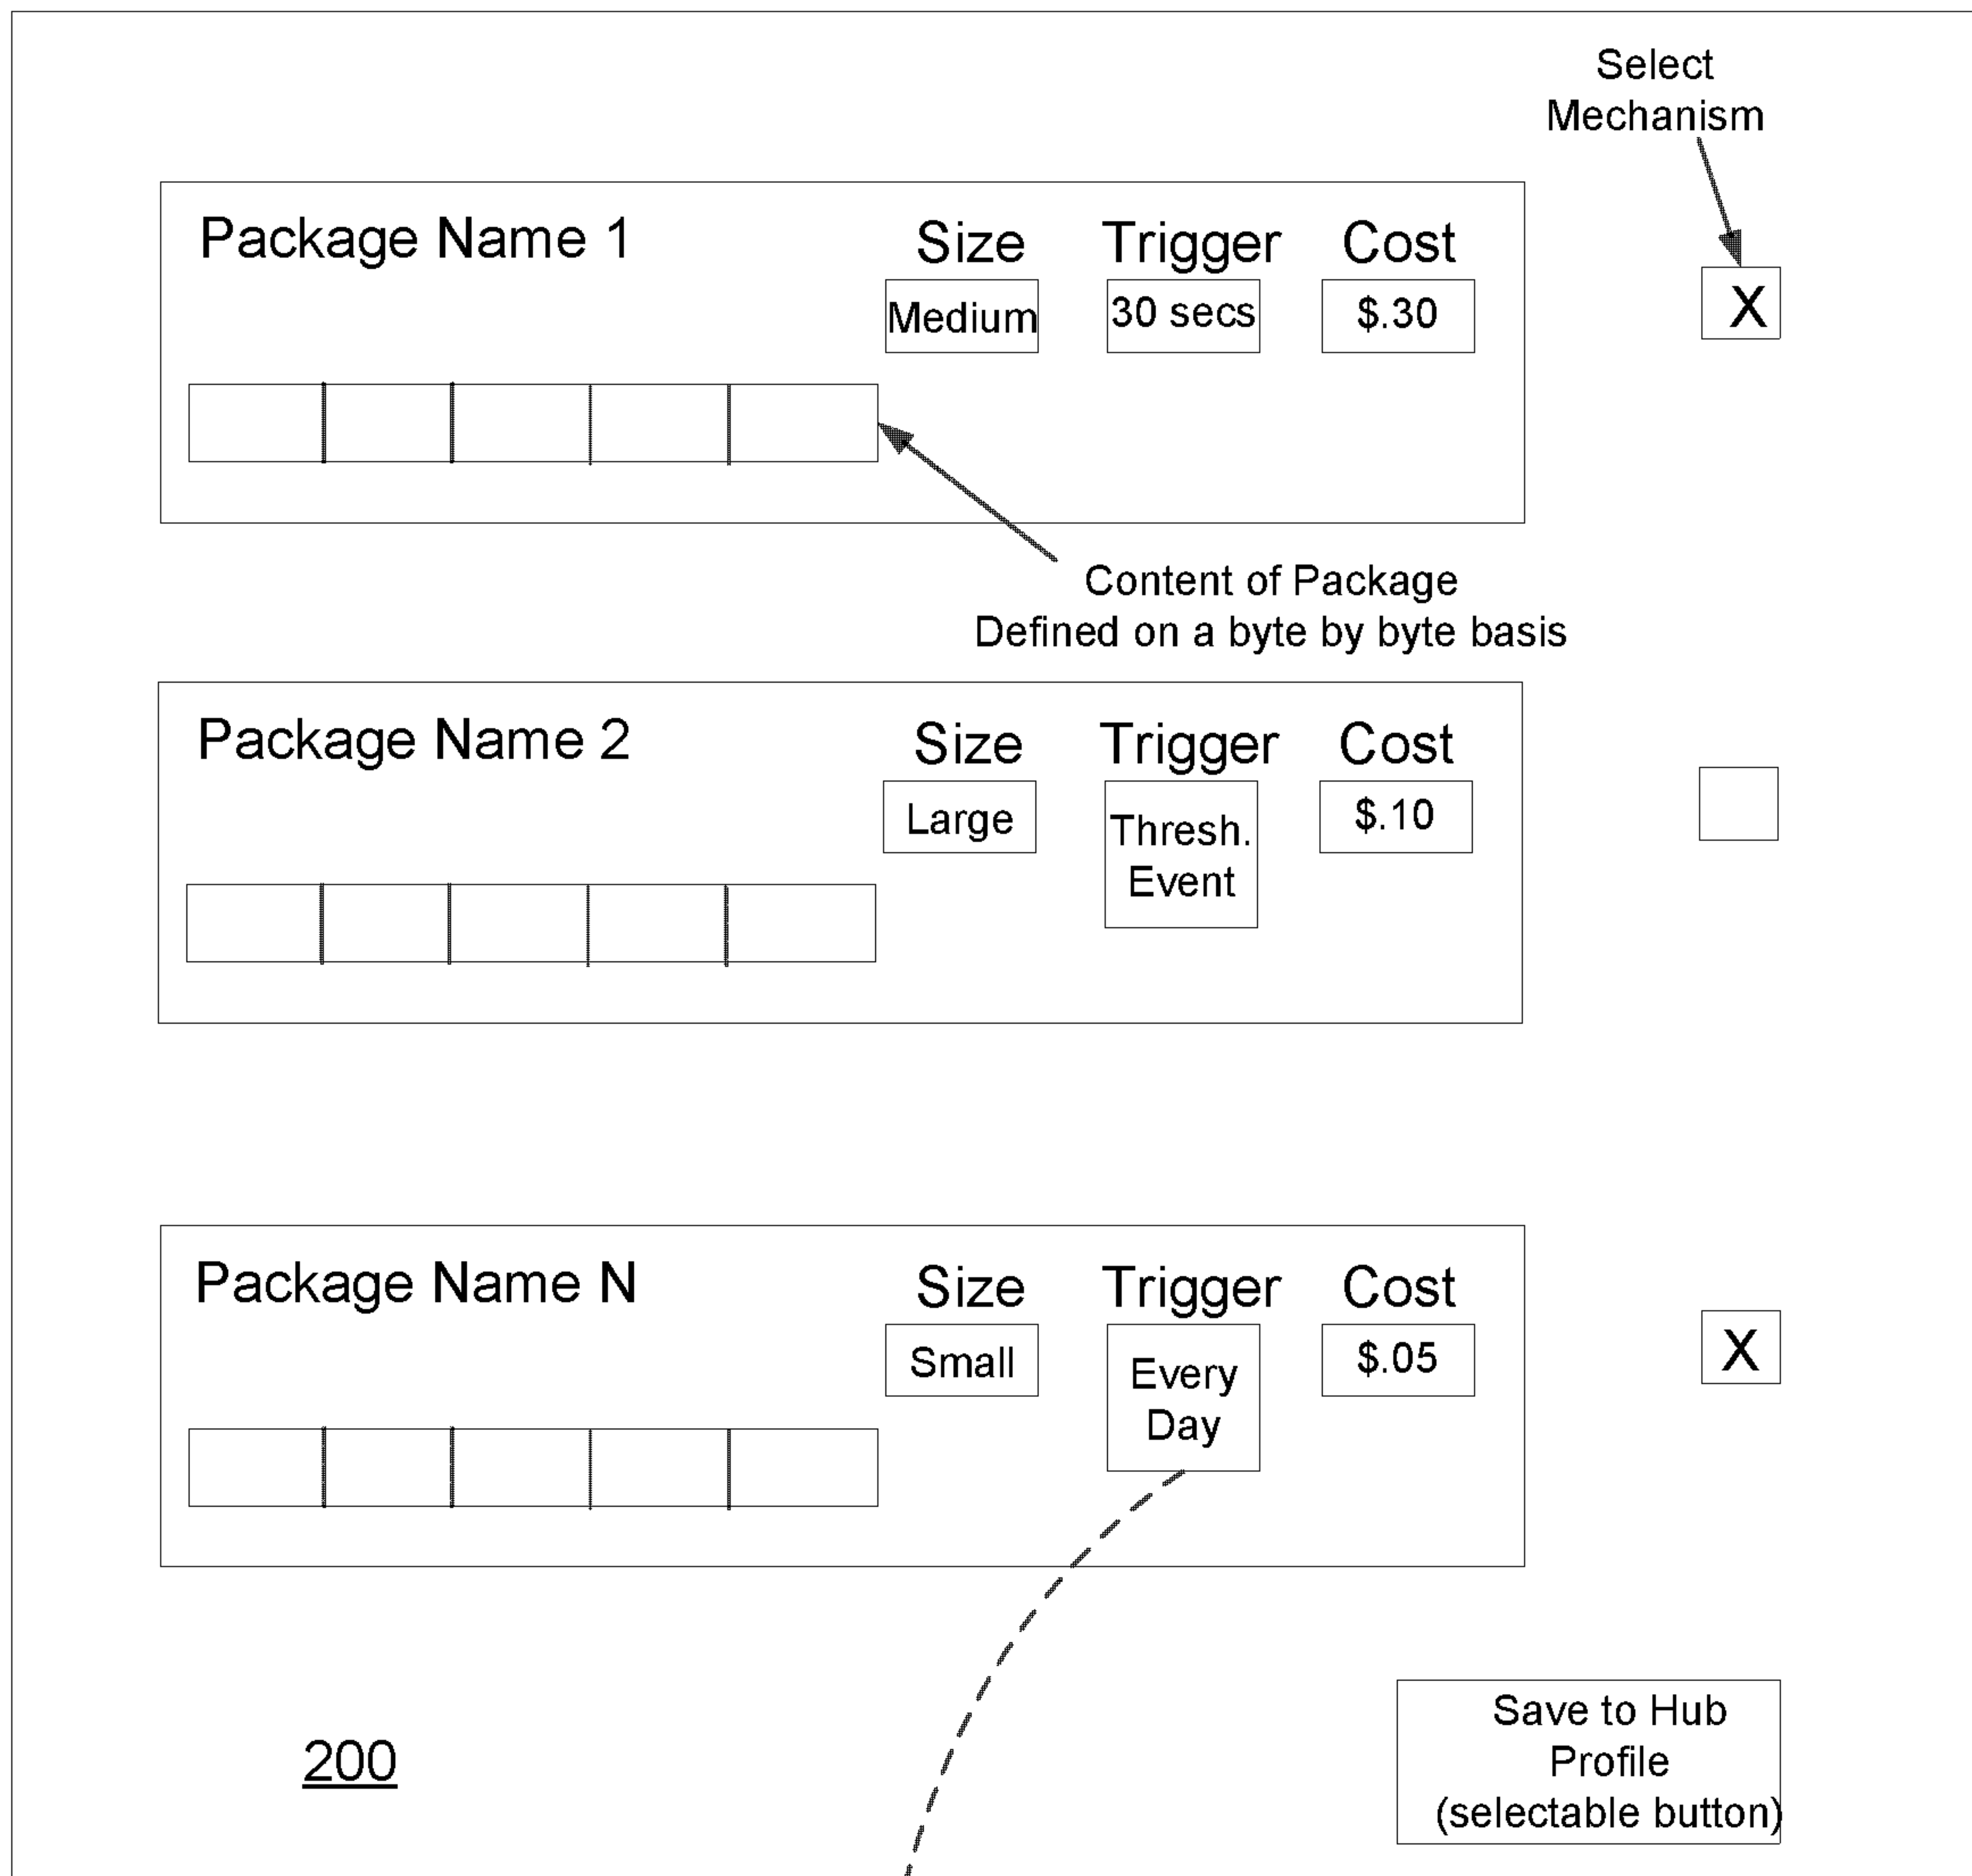 Select
Mechanism
Package Name 1
Size Trigger Cost
Medium 30 secs $.30 X
Content of Package
Defined on a byte by byte basis
Package Name 2
Size Trigger Cost
Large Thresh. $.10
Event
Package Name N
Size Trigger Cost
Small Every $.05 X
Day
200
Save to Hub
Profile
(selectable button)